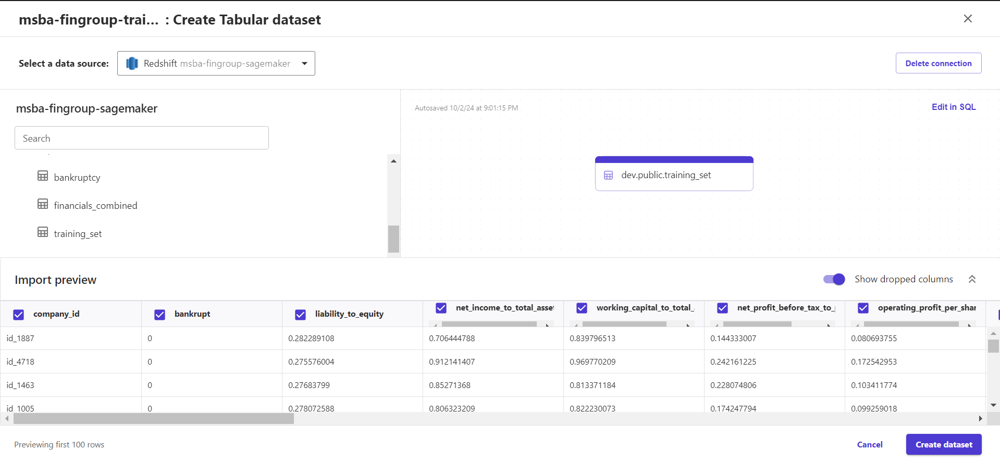 msba-fingroup-trai... : Create Tabular dataset
Select a data source: Redshift msba-fingroup-sagemaker
Delete connection
msba-fingroup-sagemaker
Search
bankruptcy
financials_combined
training_set
Autosaved 10/2/24 at 9:01:15 PM
Edit in SQL
dev.public.training_set
Import preview
Show dropped columns
company_id bankrupt liability_to_equity net_income_to_total_asset working_capital_to_total_ net_profit_before_tax_to_ operating_profit_per_shar
id_1887 0 0.282289108 0.706444788 0.839796513 0.144333007 0.080693755
id_4718 0 0.275576004 0.912141407 0.969770209 0.242161225 0.172542953
id_1463 0 0.27683799 0.85271368 0.813371184 0.228074806 0.103411774
id_1005 0 0.278072588 0.806323209 0.822230073 0.174247794 0.099259018
Previewing first 100 rows
Cancel
Create dataset